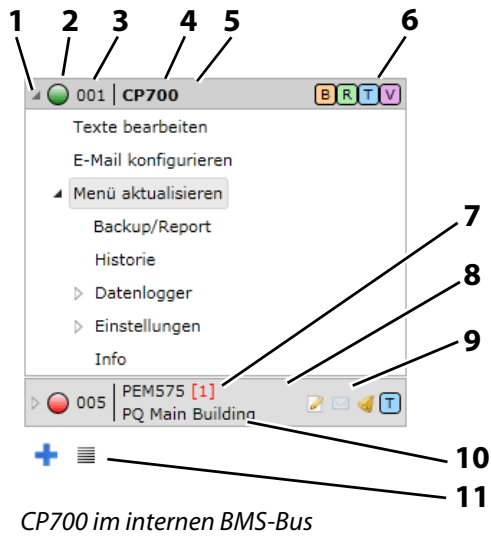 1 2 3 4 5 6
001 CP700 B R T V
Texte bearbeiten
E-Mail konfigurieren
Menü aktualisieren
Backup/Report
7
Historie
Datenlogger
8
Einstellungen
9
Info
005 PEM575 [1] T
PQ Main Building
10
11
CP700 im internen BMS-Bus